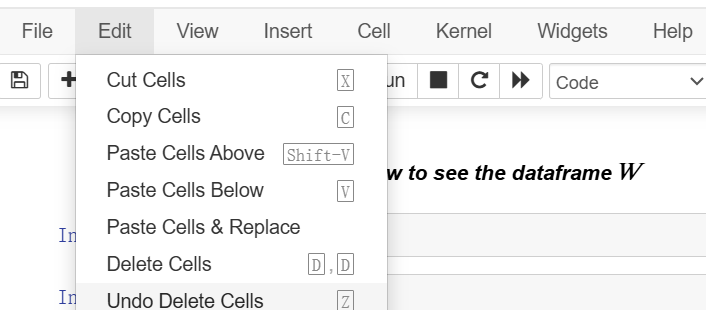 File Edit View Insert Cell Kernel Widgets Help
Code
Cut Cells X
Copy Cells C
Paste Cells Above Shift-V
to see the dataframe W
Paste Cells Below V
Paste Cells & Replace
In
Delete Cells D,D
In
Undo Delete Cells Z